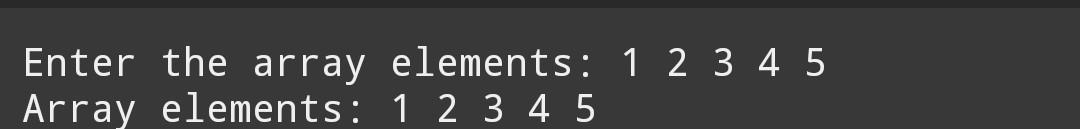 Enter the array elements: 1 2 3 4 5
Array elements: 1 2 3 4 5